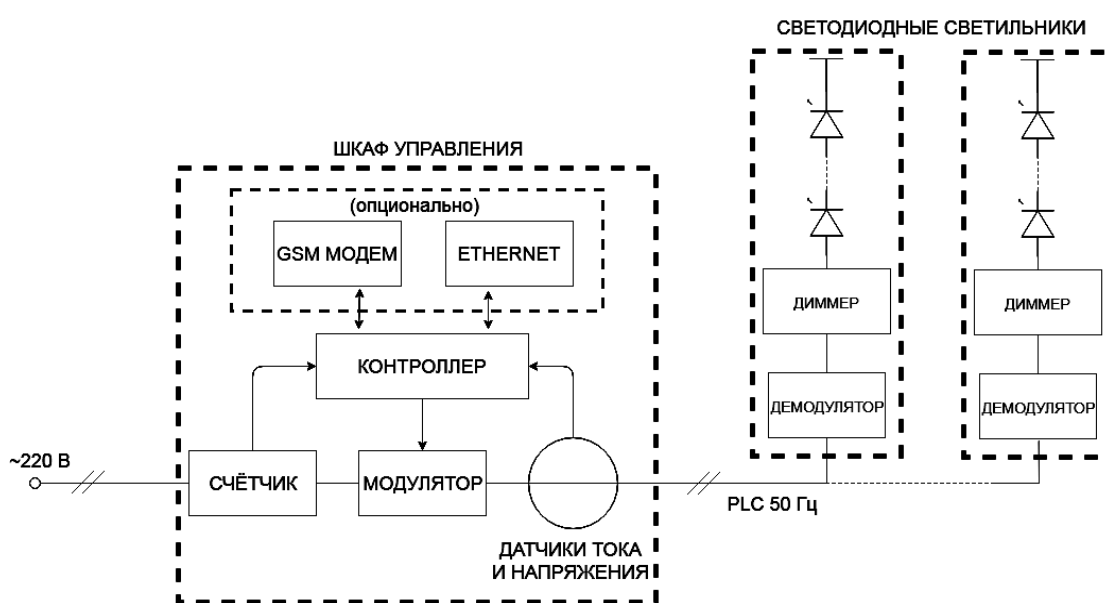 СВЕТОДИОДНЫЕ СВЕТИЛЬНИКИ
ШКАФ УПРАВЛЕНИЯ
(опционально)
GSM МОДЕМ
ETHERNET
КОНТРОЛЛЕР
~220 В
СЧЁТЧИК
МОДУЛЯТОР
ДАТЧИКИ ТОКА
И НАПРЯЖЕНИЯ
PLC 50 Гц
ДИММЕР
ДЕМОДУЛЯТОР
ДИММЕР
ДЕМОДУЛЯТОР